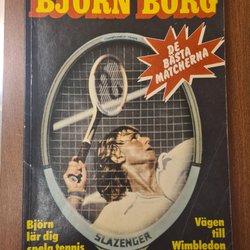 BJÖRN BORG
DE
BÄSTA
MATCHERNA
SLAZENGER
Björn
lär dig
spela tennis
Vägen
till
Wimbledon